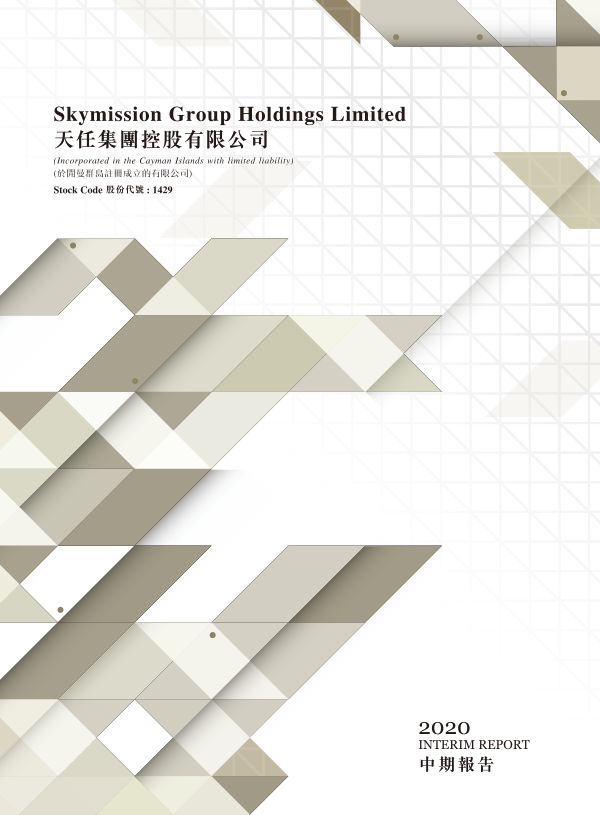 Skymission Group Holdings Limited
天任集團控股有限公司
(Incorporated in the Cayman Islands with limited liability)
(於開曼群島註冊成立的有限公司)
Stock Code 股份代號 : 1429
2020
INTERIM REPORT
中期報告